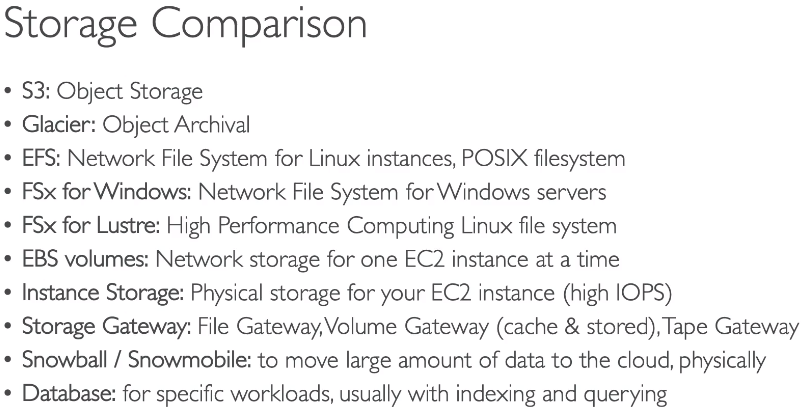 Storage Comparison
• S3: Object Storage
• Glacier: Object Archival
• EFS: Network File System for Linux instances, POSIX filesystem
• FSx for Windows: Network File System for Windows servers
• FSx for Lustre: High Performance Computing Linux file system
• EBS volumes: Network storage for one EC2 instance at a time
• Instance Storage: Physical storage for your EC2 instance (high IOPS)
• Storage Gateway: File Gateway, Volume Gateway (cache & stored), Tape Gateway
• Snowball / Snowmobile: to move large amount of data to the cloud, physically
• Database: for specific workloads, usually with indexing and querying